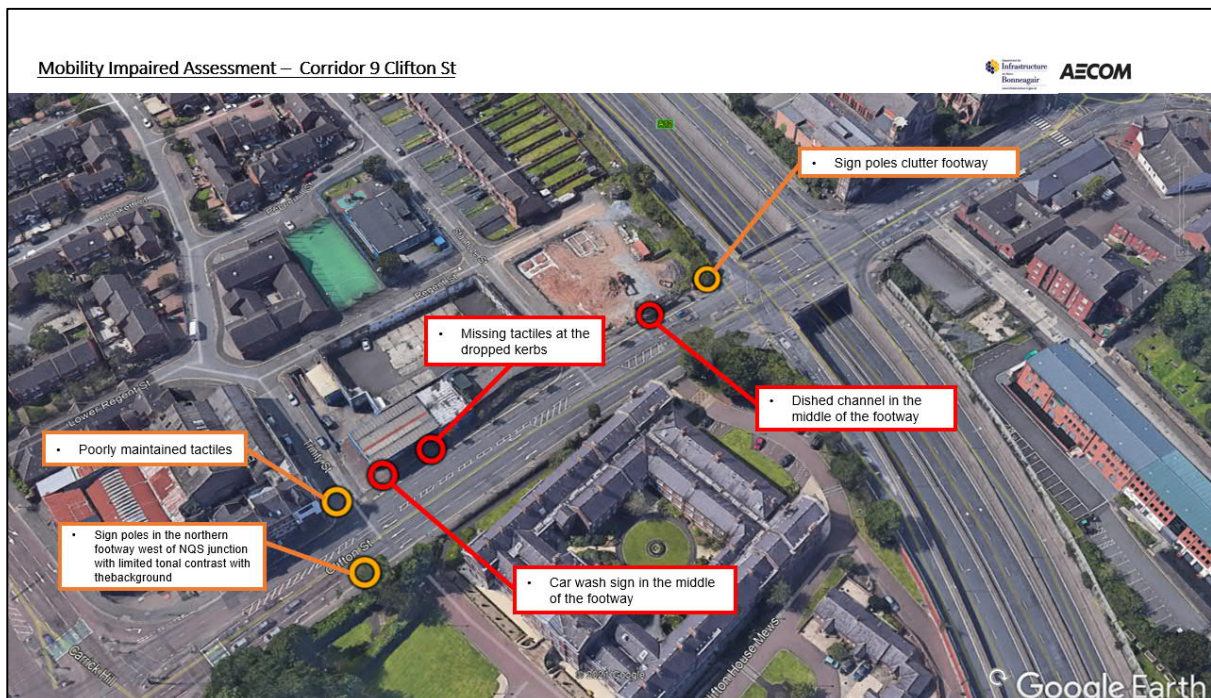 Mobility Impaired Assessment – Corridor 9 Clifton St
Infrastructure
Bonneagair
AECOM
• Sign poles clutter footway
• Missing tactiles at the
dropped kerbs
• Dished channel in the
middle of the footway
• Poorly maintained tactiles
• Sign poles in the northern
footway west of NQS junction
with limited tonal contrast with
thebackground
• Car wash sign in the middle
of the footway
Regent St
Lower Regent St
Trinity St
Clifton St
Carrick Hill
Clifton House Mews
Google Earth